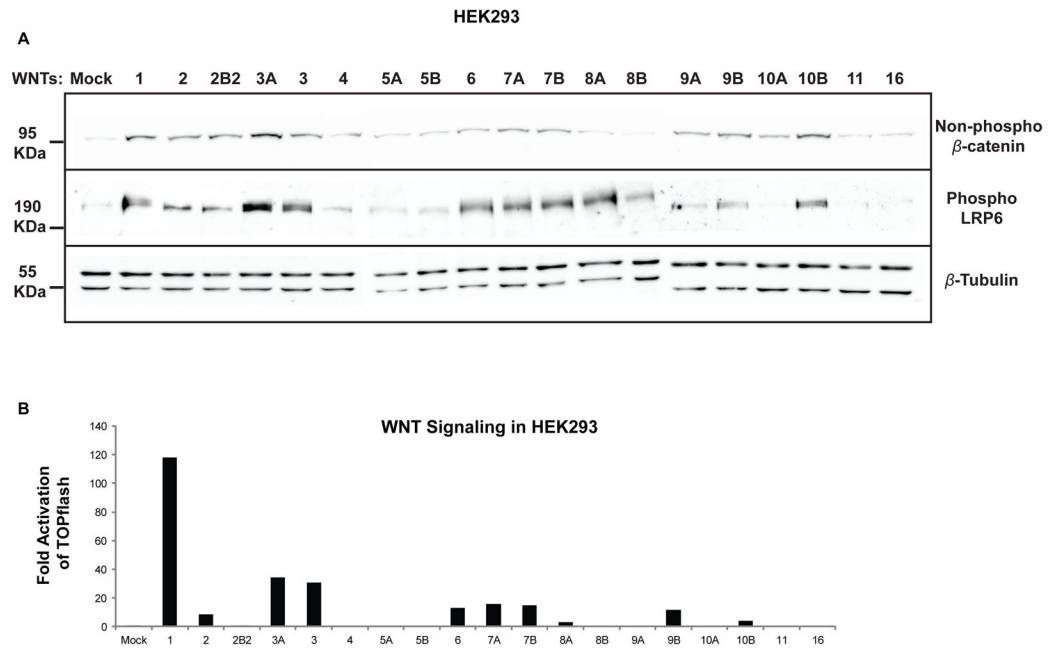 HEK293
A
WNTs: Mock 1 2 2B2 3A 3 4 5A 5B 6 7A 7B 8A 8B 9A 9B 10A 10B 11 16
95
KDa
Non-phospho
β-catenin
190
KDa
Phospho
LRP6
55
KDa
β-Tubulin
B
WNT Signaling in HEK293
Fold Activation
of TOPflash
140
120
100
80
60
40
20
0
Mock 1 2 2B2 3A 3 4 5A 5B 6 7A 7B 8A 8B 9A 9B 10A 10B 11 16